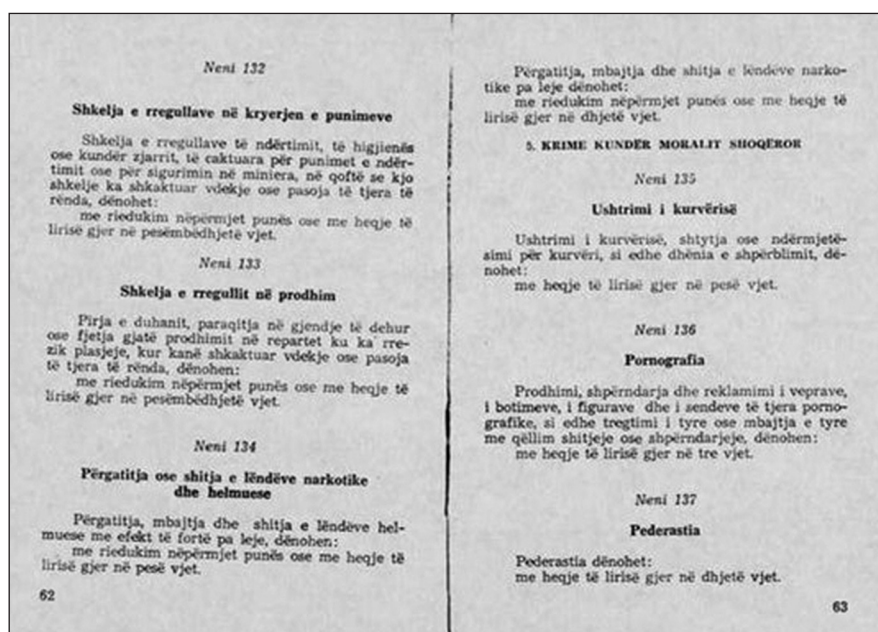 Neni 132
Shkelja e rregullave në kryerjen e punimeve
Shkelja e rregullave të ndërtimit, të higjienës
ose kundër zjarrit, të caktuara për punimet e ndër-
timit ose për sigurimin në miniera, në qoftë se kjo
shkelje ka shkaktuar vdekje ose pasoja të tjera të
rënda, dënohet:
me riedukim nëpërmjet punës ose me heqje të
lirisë gjer në pesëmbëdhjetë vjet.
Neni 133
Shkelja e rregullit në prodhim
Pirja e duhanit, paraqitja në gjendje të dehur
ose fjetja gjatë prodhimit në repartet ku ka rre-
zik plasjeje, kur kanë shkaktuar vdekje ose pasoja
të tjera të rënda, dënohen:
me riedukim nëpërmjet punës ose me heqje të
lirisë gjer në pesëmbëdhjetë vjet.
Neni 134
Përgatitja ose shitja e lëndëve narkotike
dhe helmuese
Përgatitja, mbajtja dhe shitja e lëndëve hel-
muese me efekt të fortë pa leje, dënohen:
me riedukim nëpërmjet punës ose me heqje të
lirisë gjer në pesë vjet.
62
Përgatitja, mbajtja dhe shitja e lëndëve narko-
tike pa leje dënohet:
me riedukim nëpërmjet punës ose me heqje të
lirisë gjer në dhjetë vjet.
5. KRIME KUNDËR MORALIT SHOQËROR
Neni 135
Ushtrimi i kurvërisë
Ushtrimi i kurvërisë, shtytja ose ndërmjetë-
simi për kurvëri, si edhe dhënia e shpërblimit, dë-
nohet:
me heqje të lirisë gjer në pesë vjet.
Neni 136
Pornografia
Prodhimi, shpërndarja dhe reklamimi i veprave,
i botimeve, i figurave dhe i sendeve të tjera porno-
grafike, si edhe tregtimi i tyre ose mbajtja e tyre
me qëllim shitjeje ose shpërndarjeje, dënohen:
me heqje të lirisë gjer në tre vjet.
Neni 137
Pederastia
Pederastia dënohet:
me heqje të lirisë gjer në dhjetë vjet.
63